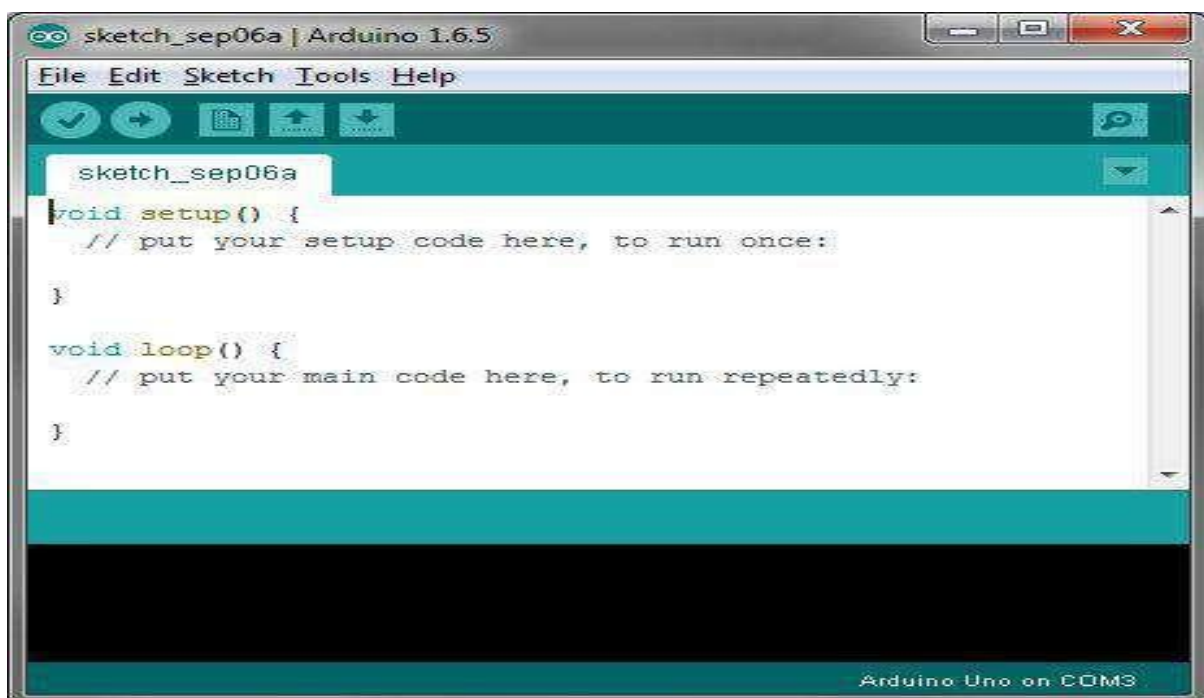 sketch_sep06a | Arduino 1.6.5
File Edit Sketch Tools Help
sketch_sep06a
void setup() {
  // put your setup code here, to run once:
}
void loop() {
  // put your main code here, to run repeatedly:
}
Arduino Uno on COM3